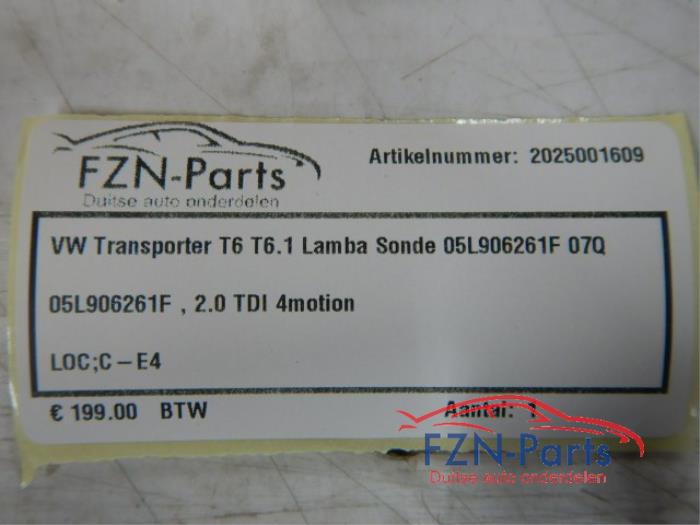 FZN-Parts
Duitse auto onderdelen
Artikelnummer: 2025001609
VW Transporter T6 T6.1 Lamba Sonde 05L906261F 07Q
05L906261F , 2.0 TDI 4motion
LOC;C-E4
€ 199.00 BTW
Aantal: 1
FZN-Parts
Duitse auto onderdelen